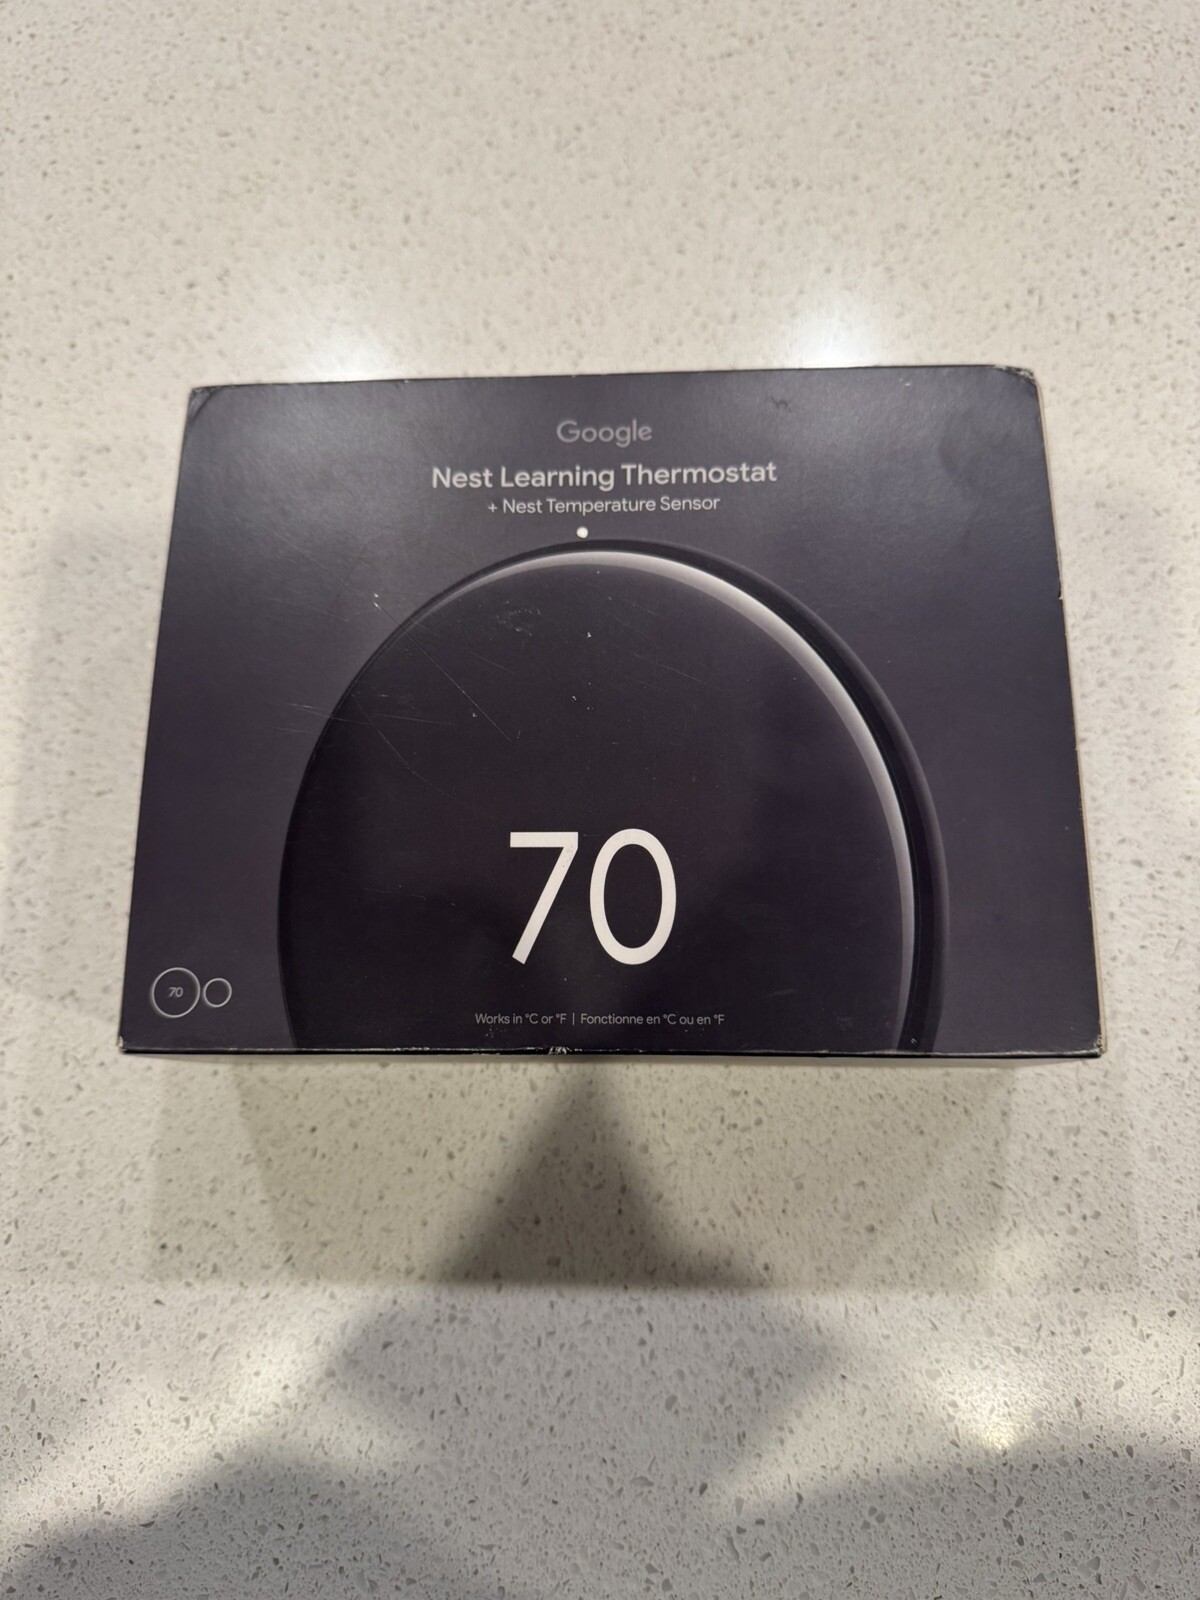 Google
Nest Learning Thermostat
+ Nest Temperature Sensor
70
70
Works in °C or °F | Fonctionne en °C ou en °F